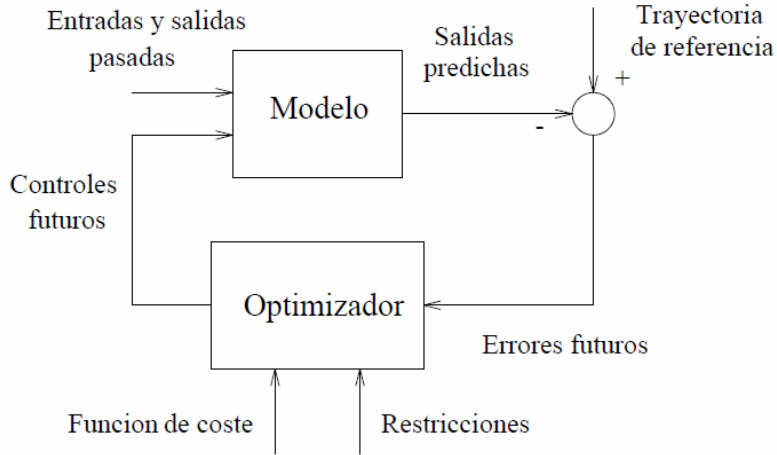 Entradas y salidas
pasadas
Modelo
Salidas
predichas
Trayectoria
de referencia
+
-
Controles
futuros
Optimizador
Errores futuros
Funcion de coste
Restricciones